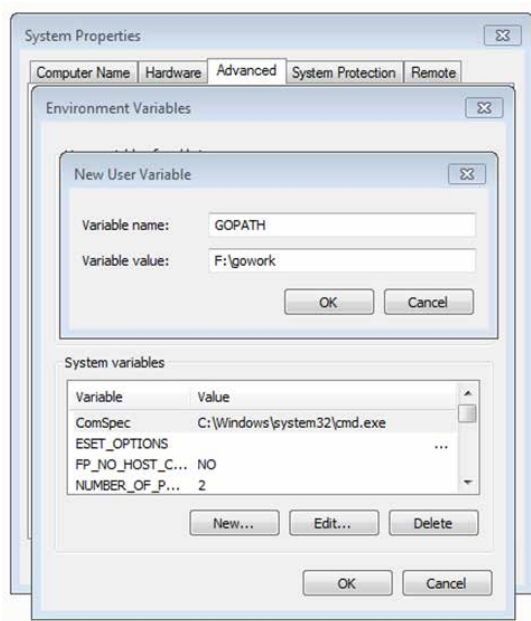 System Properties
Computer Name Hardware Advanced System Protection Remote
Environment Variables
New User Variable
Variable name: GOPATH
Variable value: F:\gowork
OK Cancel
System variables
Variable Value
ComSpec C:\Windows\system32\cmd.exe
ESET_OPTIONS ...
FP_NO_HOST_C... NO
NUMBER_OF_P... 2
New... Edit... Delete
OK Cancel